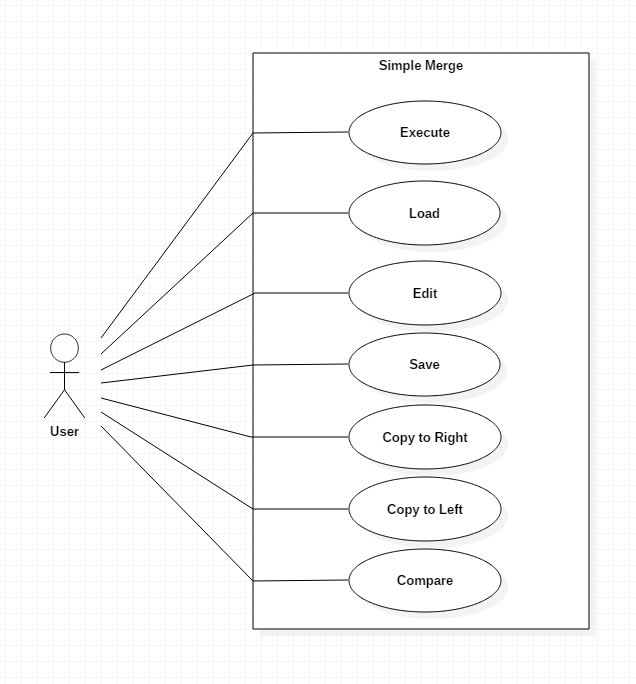 Simple Merge
Execute
Load
Edit
Save
User
Copy to Right
Copy to Left
Compare